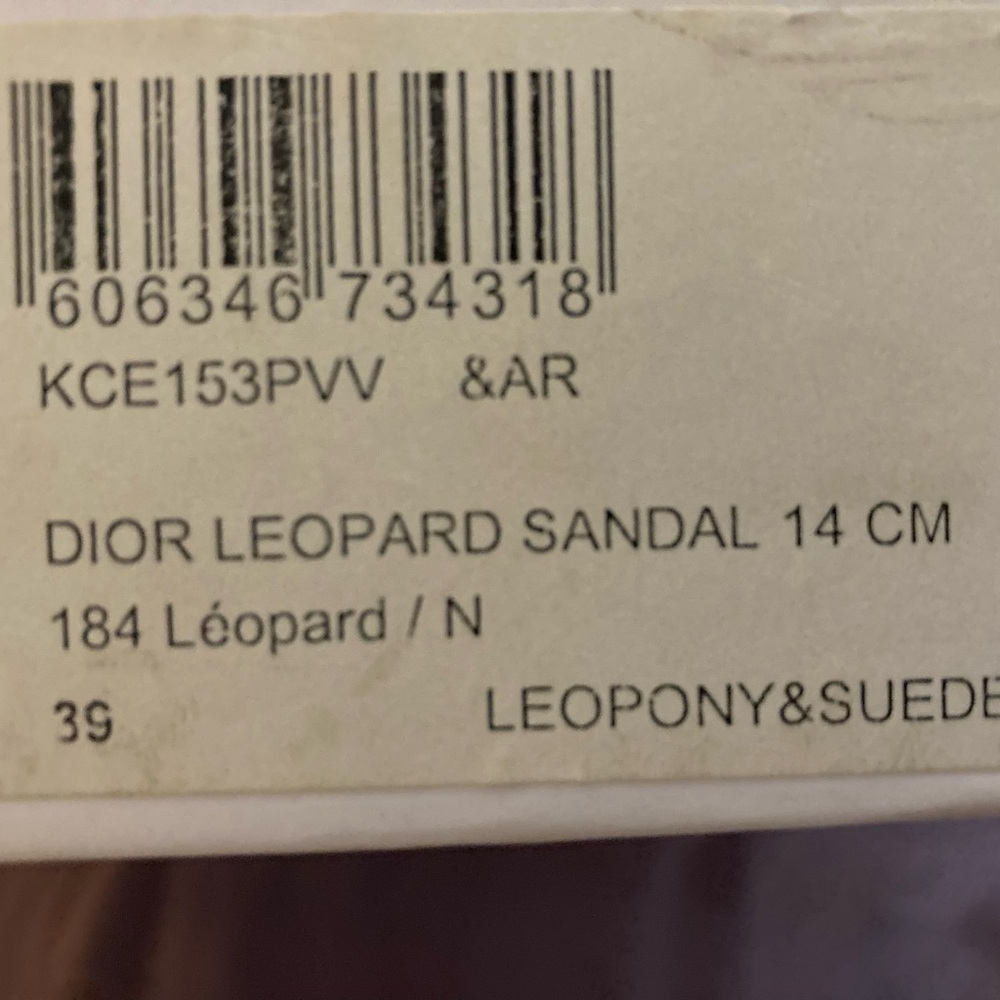 606346 734318
KCE153PVV &AR
DIOR LEOPARD SANDAL 14 CM
184 Léopard / N
39 LEOPONY&SUEDE